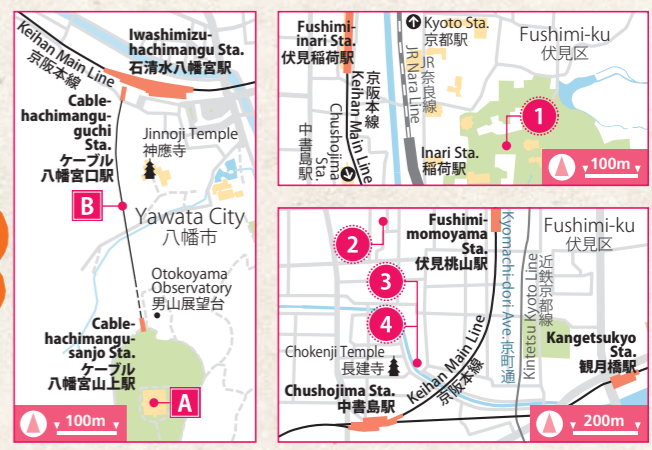 Keihan Main Line
京阪本線
Iwashimizu-
hachimangu Sta.
石清水八幡宮駅
Cable-
hachimangu-
guchi
Sta.
ケーブル
八幡宮口駅
Jinnoji Temple
神應寺
B
Yawata City
八幡市
Otokoyama
Observatory
男山展望台
Cable-
hachimangu-
sanjo Sta.
ケーブル
八幡宮山上駅
A
100m
Fushimi-
inari Sta.
伏見稲荷駅
Kyoto Sta.
京都駅
Fushimi-ku
伏見区
JR Nara Line
JR奈良線
京阪本線
Keihan Main Line
Chushojima
Sta.
中書島駅
1
Inari Sta.
稲荷駅
100m
2
Fushimi-
momoyama
Sta.
伏見桃山駅
Kyomachi-dori Ave.京町通
近鉄京都線
Kintetsu Kyoto Line
Fushimi-ku
伏見区
3
4
Chokenji Temple
長建寺
Keihan Main Line
京阪本線
Kangetsukyo
Sta.
観月橋駅
Chushojima Sta.
中書島駅
200m